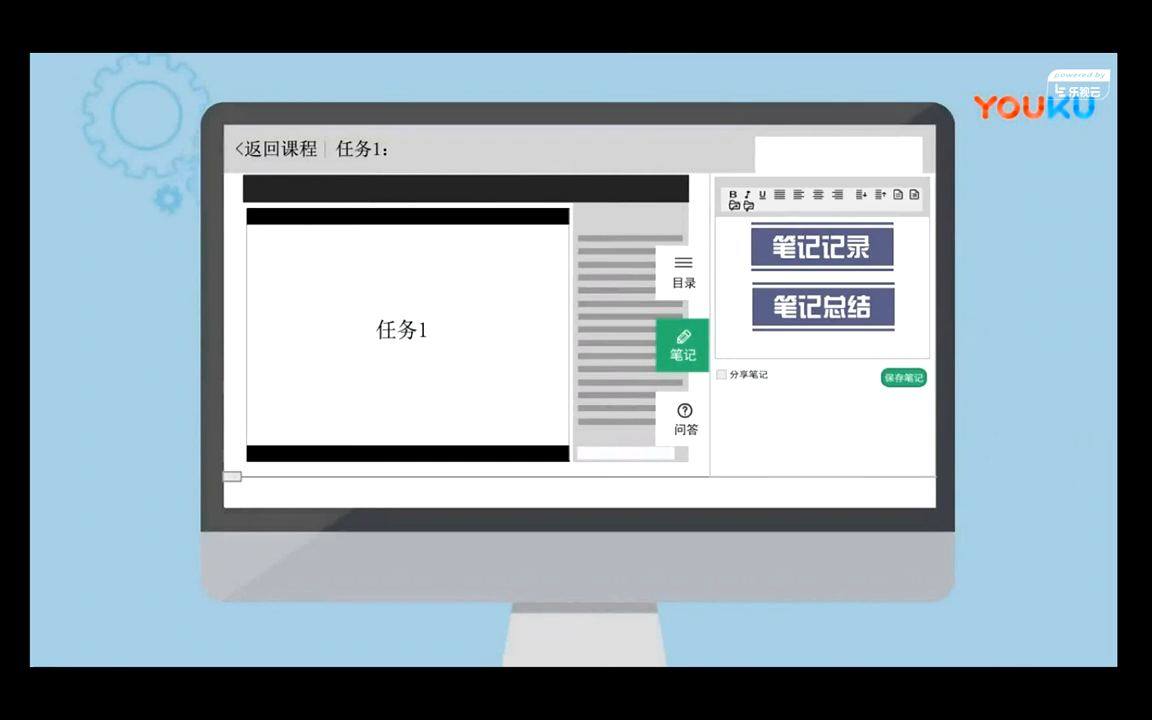 powered by
乐视云
YOUKU
<返回课程 | 任务1:
B I U
笔记记录
目录
笔记总结
任务1
笔记
分享笔记
保存笔记
问答